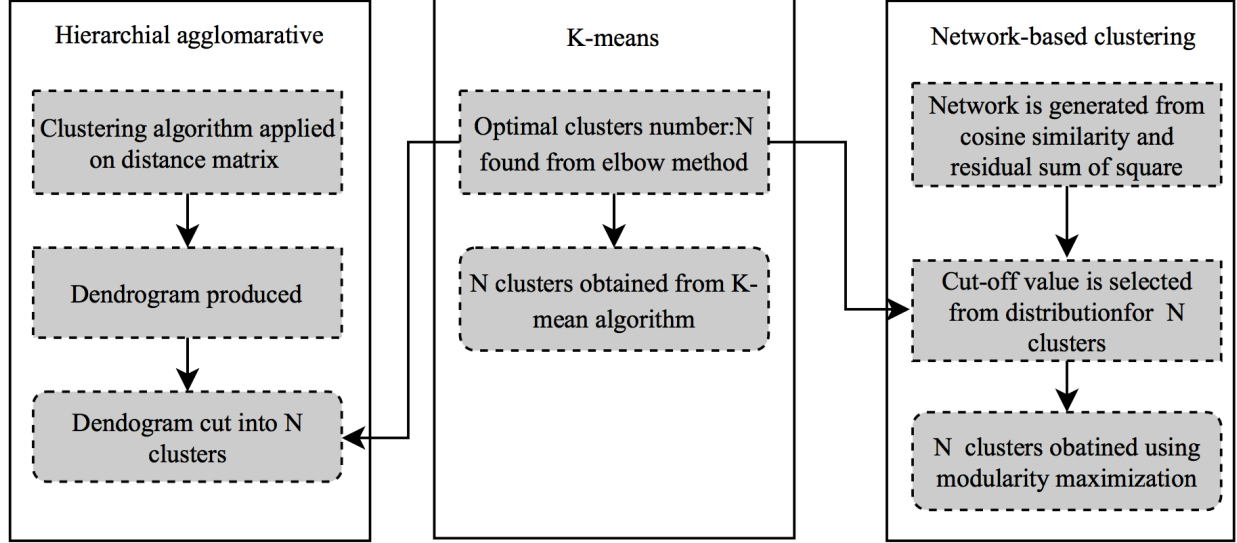 Hierarchial agglomarative
Clustering algorithm applied
on distance matrix
Dendrogram produced
Dendogram cut into N
clusters
K-means
Optimal clusters number:N
found from elbow method
N clusters obtained from K-
mean algorithm
Network-based clustering
Network is generated from
cosine similarity and
residual sum of square
Cut-off value is selected
from distributionfor N
clusters
N clusters obatined using
modularity maximization